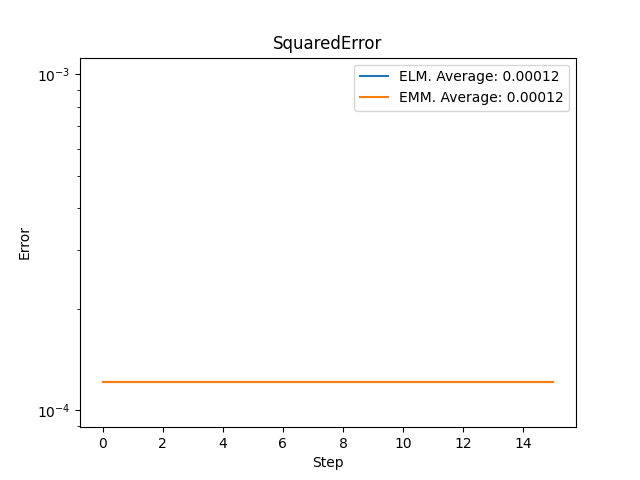 SquaredError
10⁻³
ELM. Average: 0.00012
EMM. Average: 0.00012
Error
10⁻⁴
0 2 4 6 8 10 12 14
Step